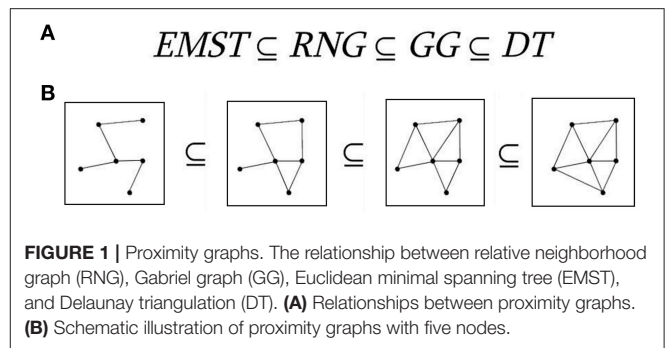 A
EMST ⊆ RNG ⊆ GG ⊆ DT
B
⊆ ⊆ ⊆
FIGURE 1 | Proximity graphs. The relationship between relative neighborhood
graph (RNG), Gabriel graph (GG), Euclidean minimal spanning tree (EMST),
and Delaunay triangulation (DT). (A) Relationships between proximity graphs.
(B) Schematic illustration of proximity graphs with five nodes.